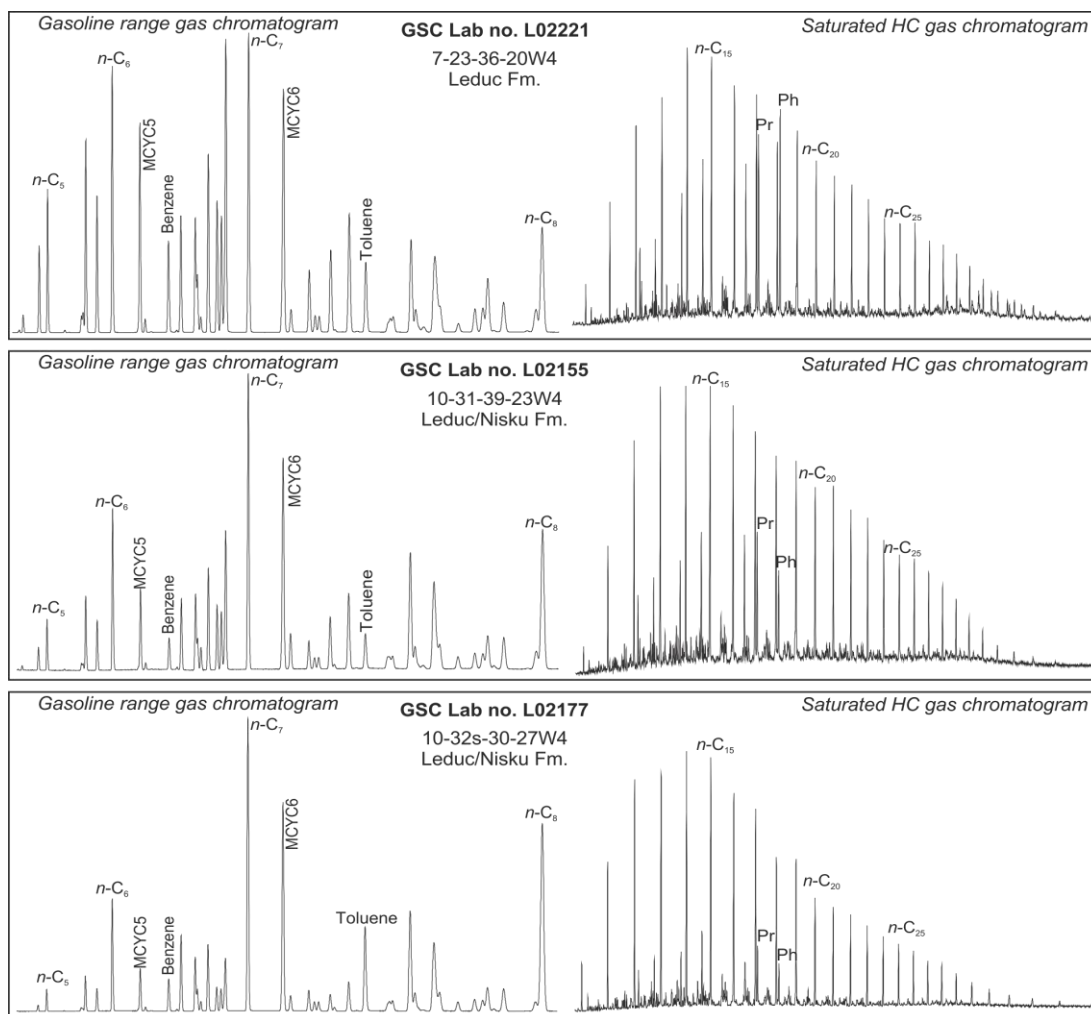 Gasoline range gas chromatogram
GSC Lab no. L02221
7-23-36-20W4
Leduc Fm.
Saturated HC gas chromatogram
n-C5
n-C6
MCYC5
Benzene
n-C7
MCYC6
Toluene
n-C8
n-C15
Pr
Ph
n-C20
n-C25
Gasoline range gas chromatogram
GSC Lab no. L02155
10-31-39-23W4
Leduc/Nisku Fm.
Saturated HC gas chromatogram
n-C5
n-C6
MCYC5
Benzene
n-C7
MCYC6
Toluene
n-C8
n-C15
Pr
Ph
n-C20
n-C25
Gasoline range gas chromatogram
GSC Lab no. L02177
10-32s-30-27W4
Leduc/Nisku Fm.
Saturated HC gas chromatogram
n-C5
n-C6
MCYC5
Benzene
n-C7
MCYC6
Toluene
n-C8
n-C15
Pr
Ph
n-C20
n-C25